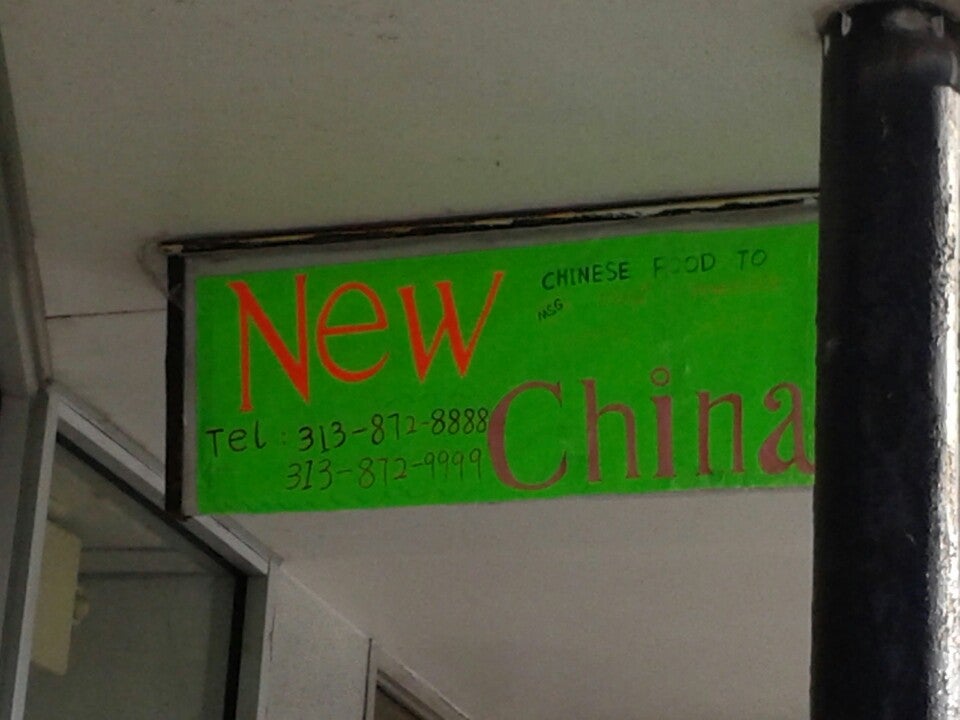 New
CHINESE FOOD TO
MSG
China
Tel : 313-872-8888
313-872-9999